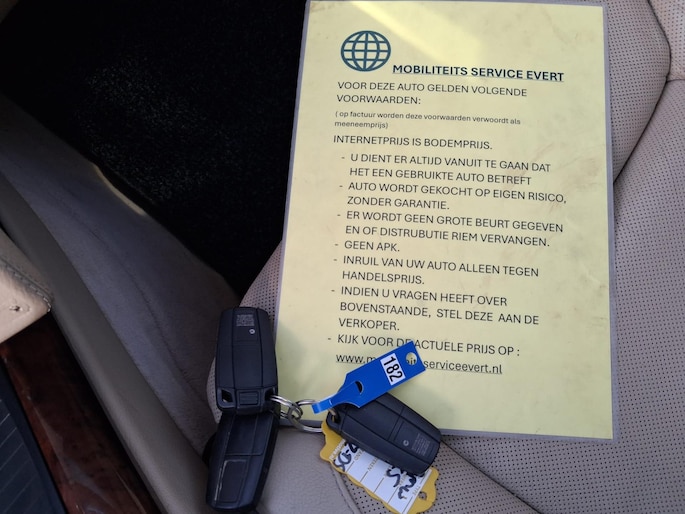 MOBILITEITS SERVICE EVERT
VOOR DEZE AUTO GELDEN VOLGENDE
VOORWAARDEN:
( op factuur worden deze voorwaarden verwoordt als
meeneemprijs)
INTERNETPRIJS IS BODEMPRIJS.
- U DIENT ER ALTIJD VANUIT TE GAAN DAT
HET EEN GEBRUIKTE AUTO BETREFT
- AUTO WORDT GEKOCHT OP EIGEN RISICO,
ZONDER GARANTIE.
- ER WORDT GEEN GROTE BEURT GEGEVEN
EN OF DISTRUBUTIE RIEM VERVANGEN.
- GEEN APK.
- INRUIL VAN UW AUTO ALLEEN TEGEN
HANDELSPRIJS.
- INDIEN U VRAGEN HEEFT OVER
BOVENSTAANDE, STEL DEZE AAN DE
VERKOPER.
- KIJK VOOR DE ACTUELE PRIJS OP :
www.mobiliteitsserviceevert.nl
182